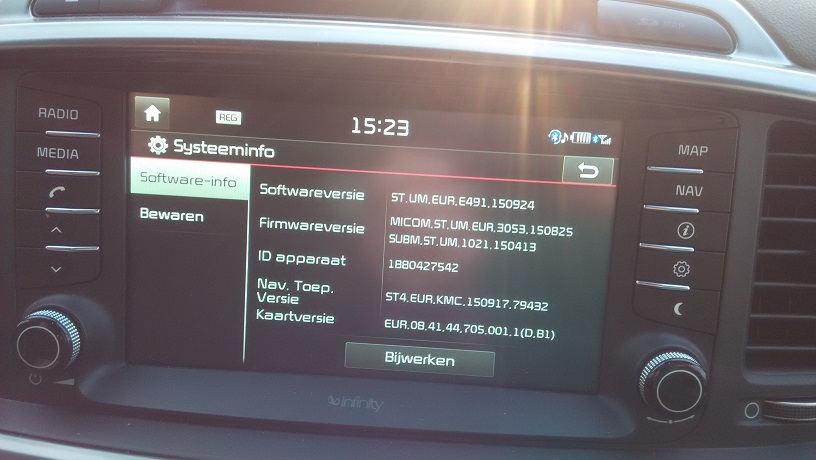 REG
15:23
Systeeminfo
RADIO
MEDIA
MAP
NAV
Software-info
Bewaren
Softwareversie ST.UM.EUR.E491.150924
Firmwareversie MICOM.ST.UM.EUR.3053.150825
SUBM.ST.UM.1021.150413
ID apparaat 1880427542
Nav. Toep.
Versie ST4.EUR.KMC.150917.79432
Kaartversie EUR.08.41.44.705.001.1(D.B1)
Bijwerken
infinity